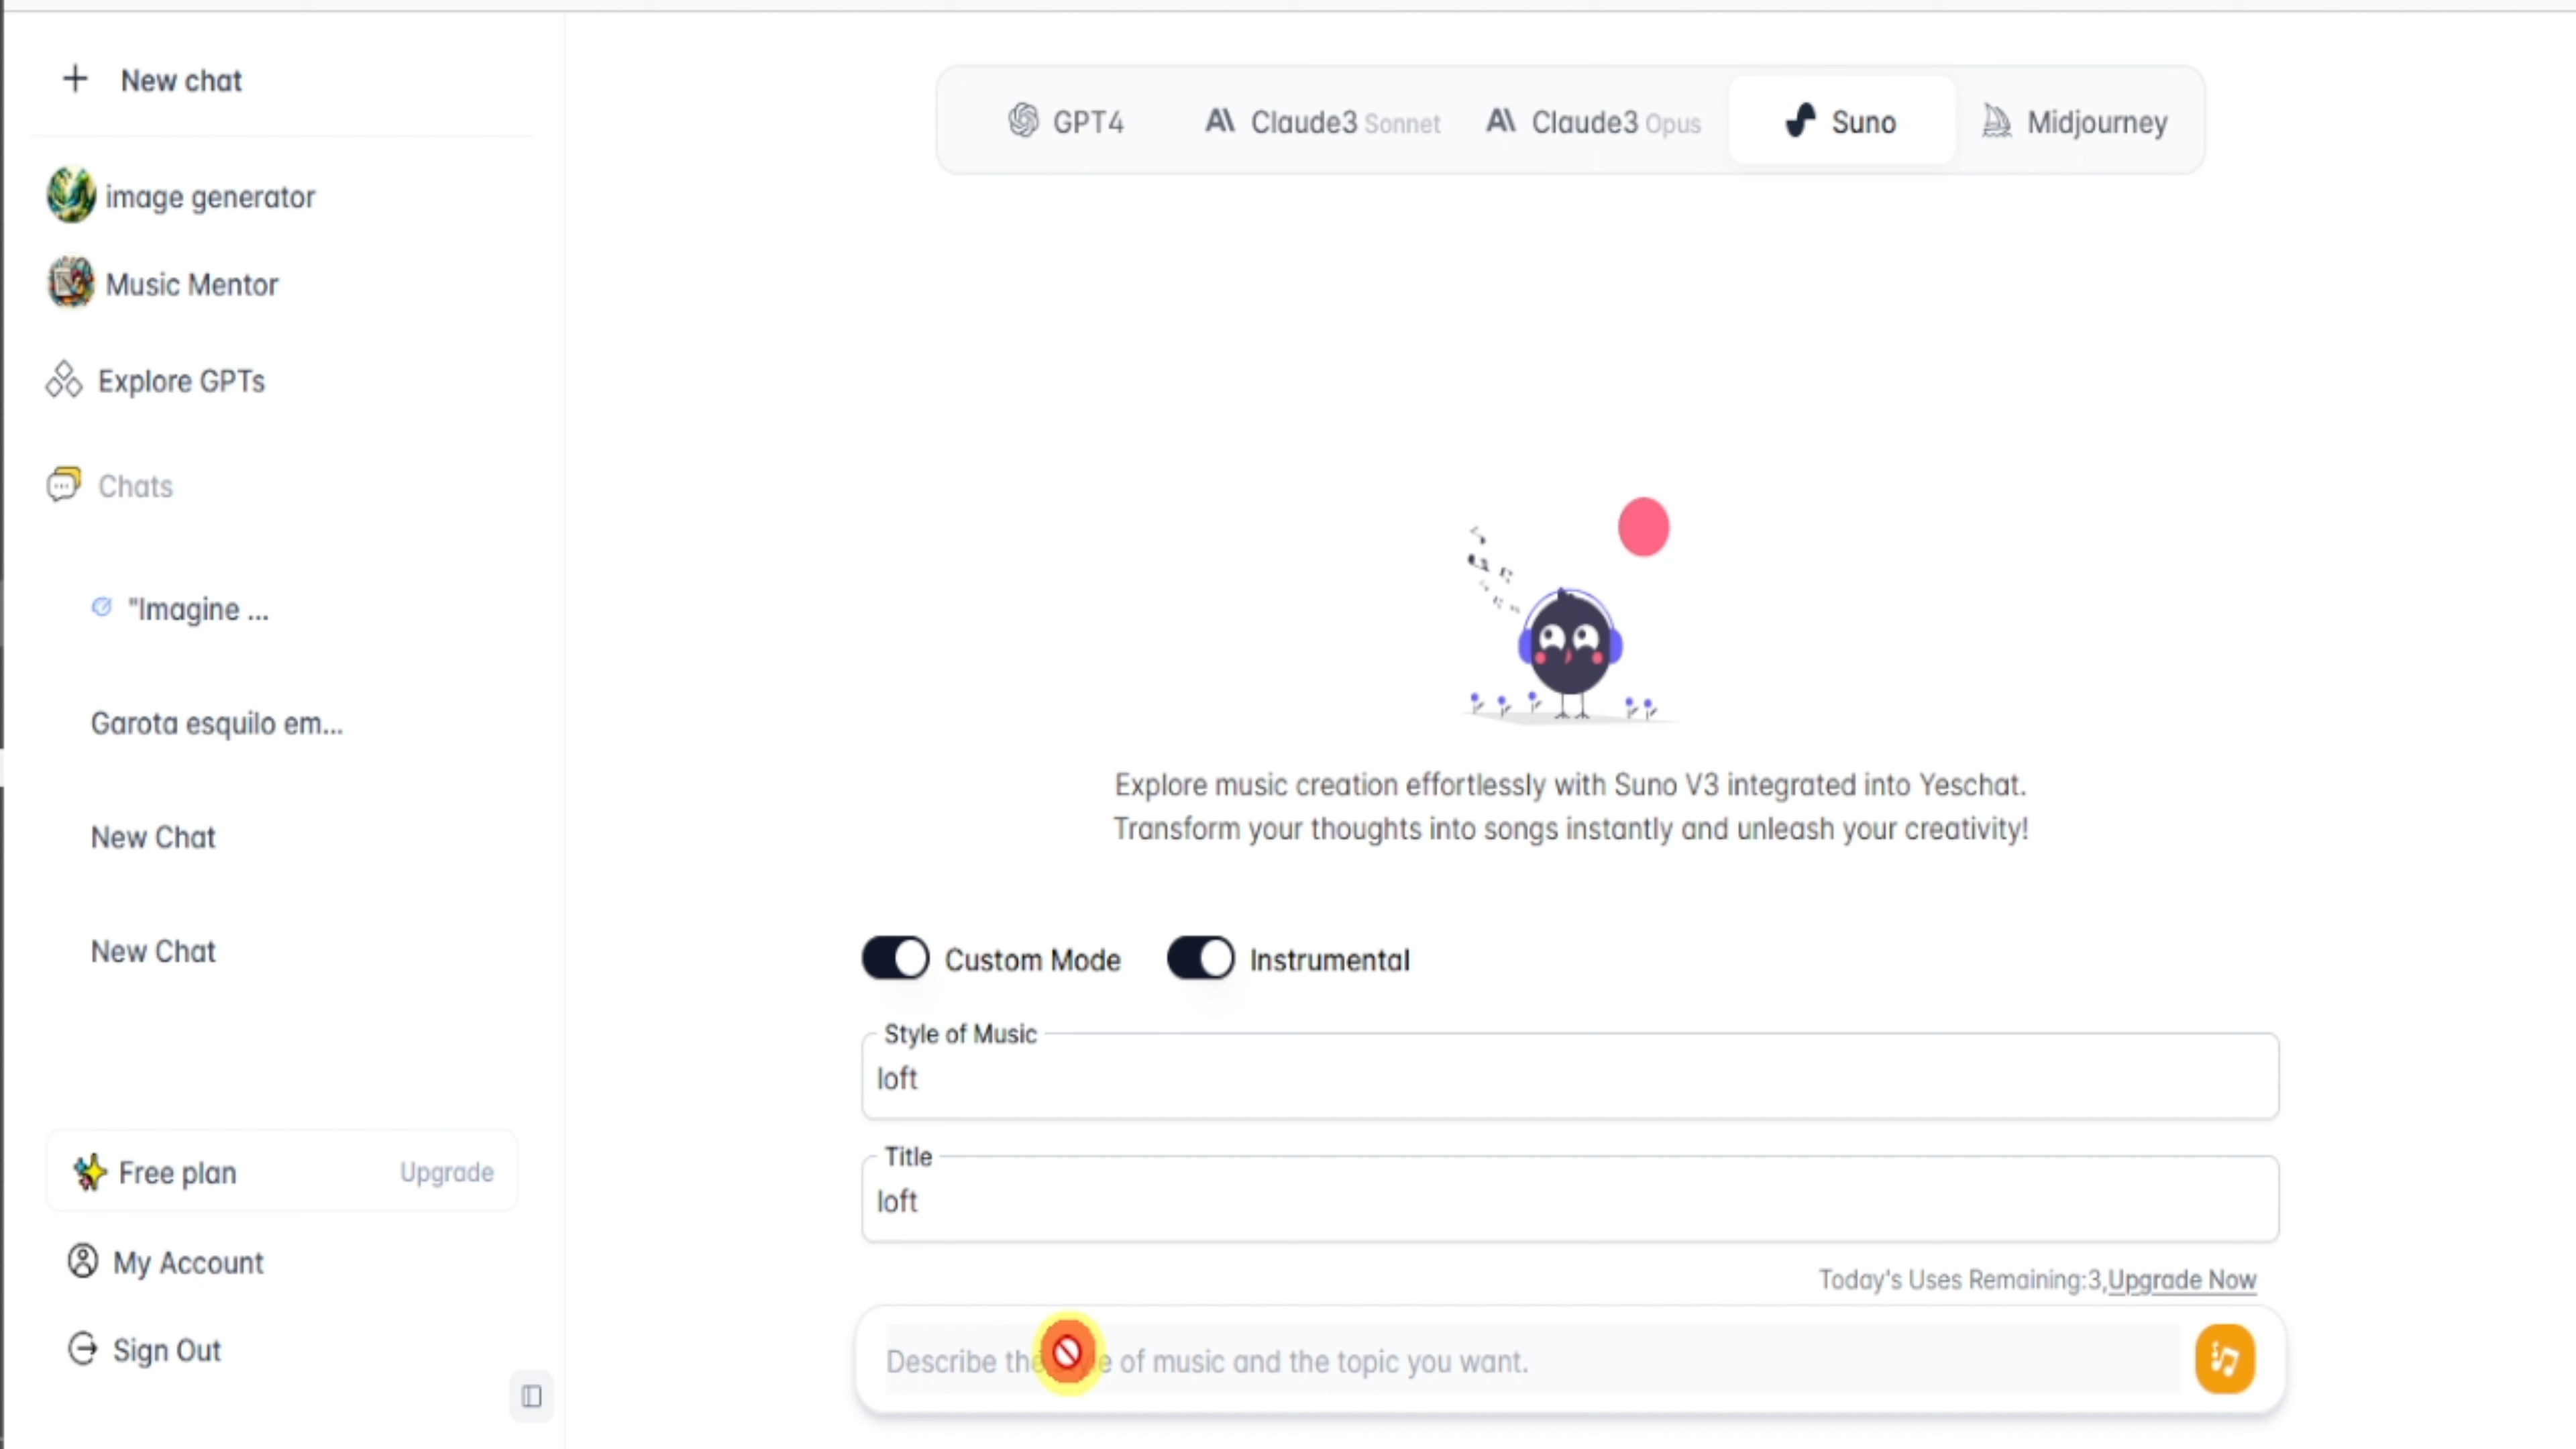 New chat
image generator
Music Mentor
Explore GPTs
Chats
"Imagine ...
Garota esquilo em...
New Chat
New Chat
Free plan Upgrade
My Account
Sign Out
GPT4 Claude3 Sonnet Claude3 Opus Suno Midjourney
Explore music creation effortlessly with Suno V3 integrated into Yeschat.
Transform your thoughts into songs instantly and unleash your creativity!
Custom Mode Instrumental
Style of Music
loft
Title
loft
Today's Uses Remaining:3,Upgrade Now
Describe the of music and the topic you want.